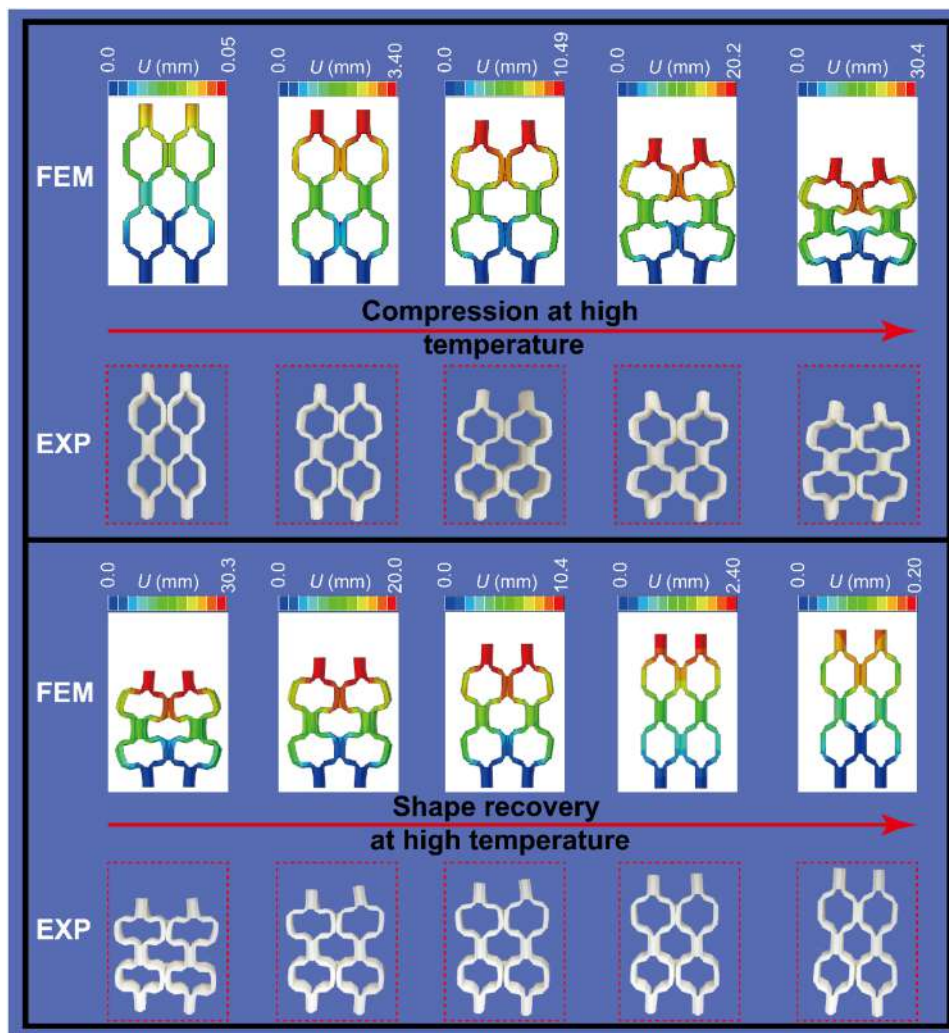 0.0 U (mm) 0.05
0.0 U (mm) 3.40
0.0 U (mm) 10.49
0.0 U (mm) 20.2
0.0 U (mm) 30.4
FEM
Compression at high
temperature
EXP
0.0 U (mm) 30.3
0.0 U (mm) 20.0
0.0 U (mm) 10.4
0.0 U (mm) 2.40
0.0 U (mm) 0.20
FEM
Shape recovery
at high temperature
EXP